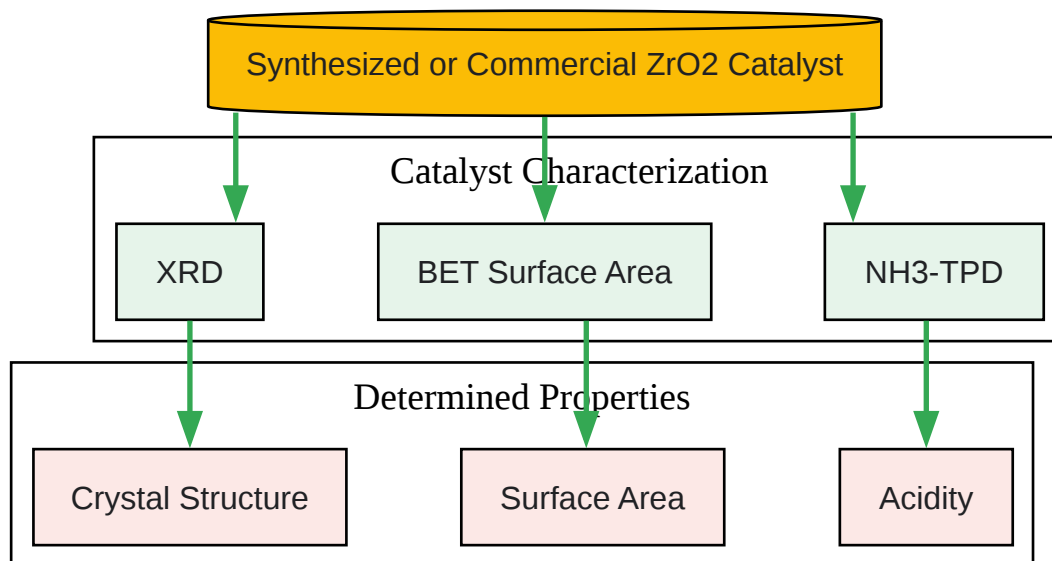 Synthesized or Commercial ZrO2 Catalyst
Catalyst Characterization
XRD
BET Surface Area
NH3-TPD
Determined Properties
Crystal Structure
Surface Area
Acidity